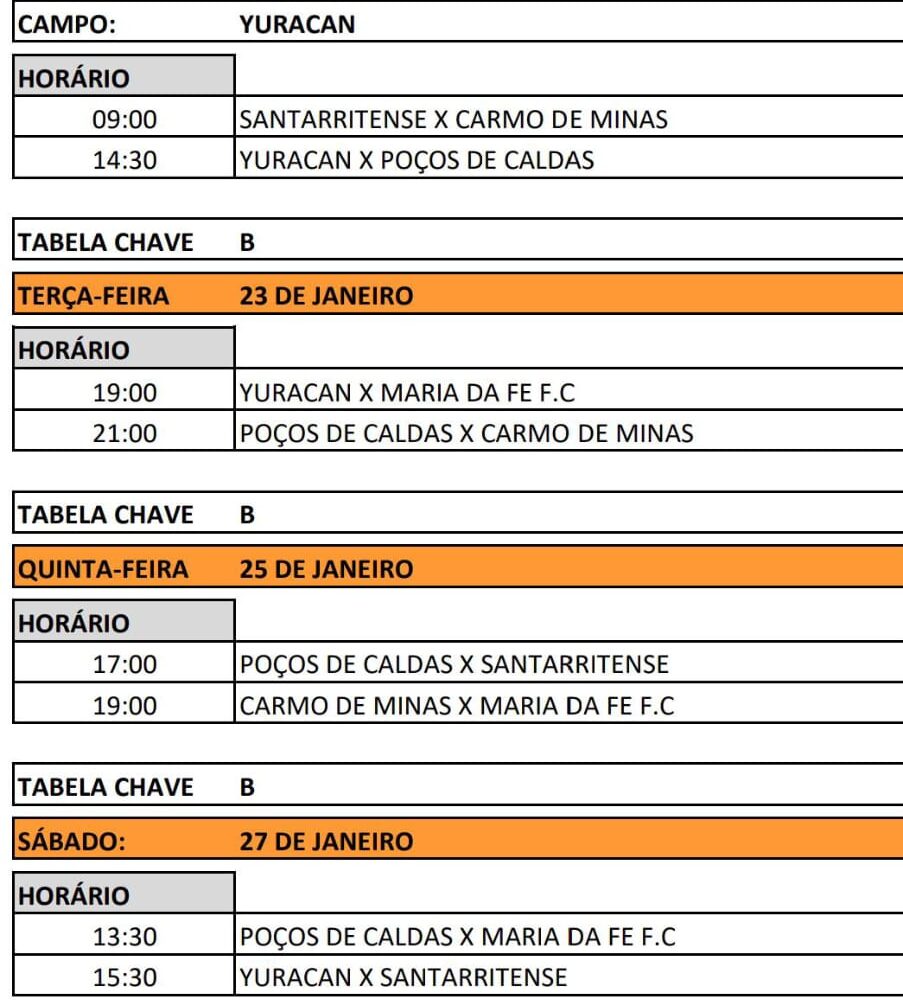 CAMPO: YURACAN
HORÁRIO
09:00 SANTARRITENSE X CARMO DE MINAS
14:30 YURACAN X POÇOS DE CALDAS
TABELA CHAVE B
TERÇA-FEIRA 23 DE JANEIRO
HORÁRIO
19:00 YURACAN X MARIA DA FE F.C
21:00 POÇOS DE CALDAS X CARMO DE MINAS
TABELA CHAVE B
QUINTA-FEIRA 25 DE JANEIRO
HORÁRIO
17:00 POÇOS DE CALDAS X SANTARRITENSE
19:00 CARMO DE MINAS X MARIA DA FE F.C
TABELA CHAVE B
SÁBADO: 27 DE JANEIRO
HORÁRIO
13:30 POÇOS DE CALDAS X MARIA DA FE F.C
15:30 YURACAN X SANTARRITENSE